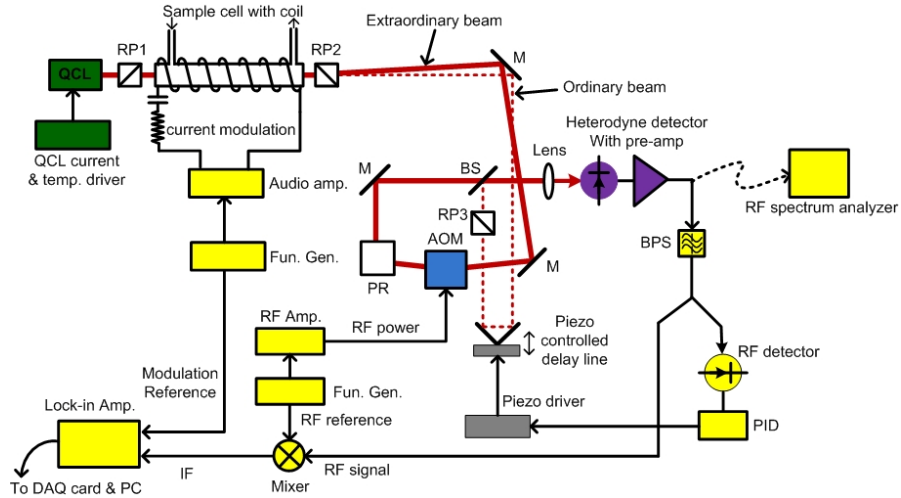 Sample cell with coil
Extraordinary beam
RP1
RP2
M
QCL
Ordinary beam
current modulation
Heterodyne detector
With pre-amp
QCL current
& temp. driver
Audio amp.
M
BS
Lens
RF spectrum analyzer
RP3
BPS
AOM
Fun. Gen.
M
PR
RF Amp.
RF power
Piezo
controlled
delay line
RF detector
Modulation
Reference
Fun. Gen.
Lock-in Amp.
RF reference
Piezo driver
PID
IF
RF signal
Mixer
To DAQ card & PC